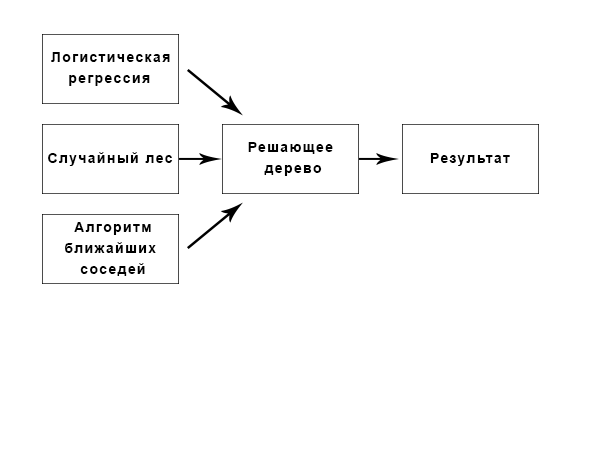 Логистическая
регрессия
Случайный лес
Решающее
дерево
Результат
Алгоритм
ближайших
соседей